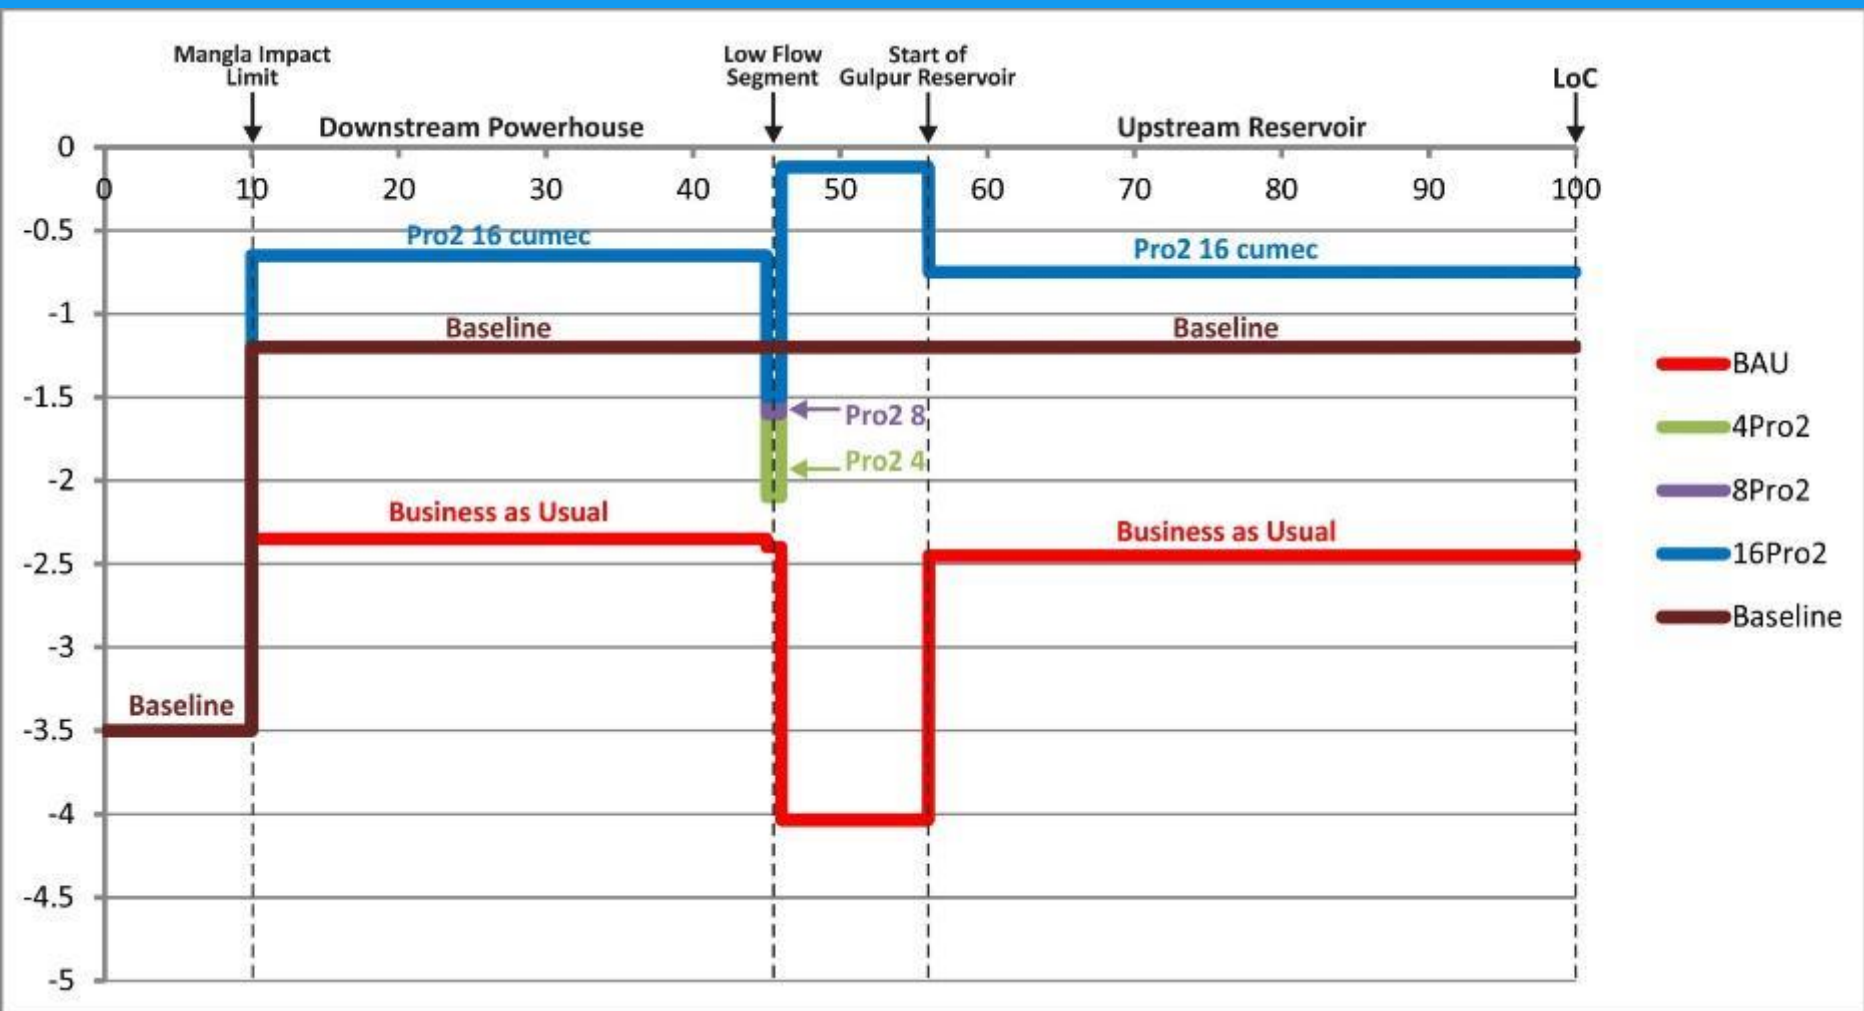 Mangla Impact
Limit
Low Flow
Segment
Start of
Gulpur Reservoir
LoC
Downstream Powerhouse
Upstream Reservoir
0
0 10 20 30 40 50 60 70 80 90 100
-0.5
Pro2 16 cumec
Pro2 16 cumec
-1
Baseline
Baseline
BAU
-1.5
Pro2 8
4Pro2
Pro2 4
-2
8Pro2
Business as Usual
Business as Usual
-2.5
16Pro2
Baseline
-3
Baseline
-3.5
-4
-4.5
-5